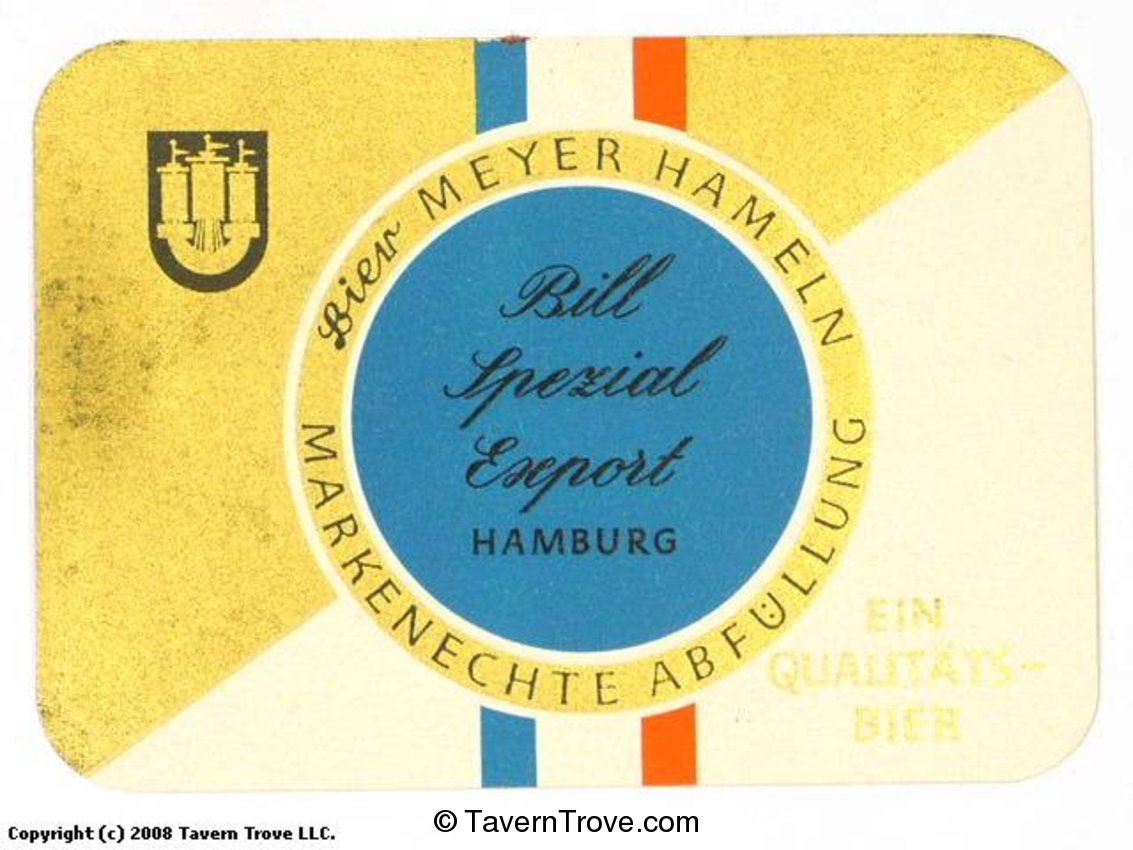 Bier MEYER HAMELN
Bill
Spezial
Export
HAMBURG
MARKENECHTE ABFÜLLUNG
EIN
QUALITÄTS-
BIER
Copyright (c) 2008 Tavern Trove LLC.
© TavernTrove.com